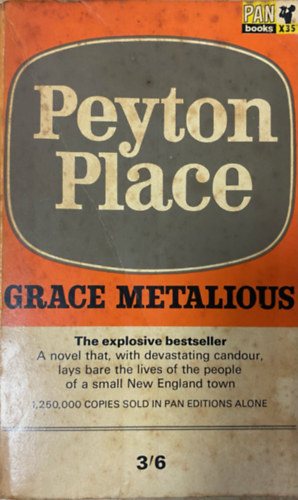 PAN
books X35
Peyton
Place
GRACE METALIOUS
The explosive bestseller
A novel that, with devastating candour,
lays bare the lives of the people
of a small New England town
1,250,000 COPIES SOLD IN PAN EDITIONS ALONE
3/6